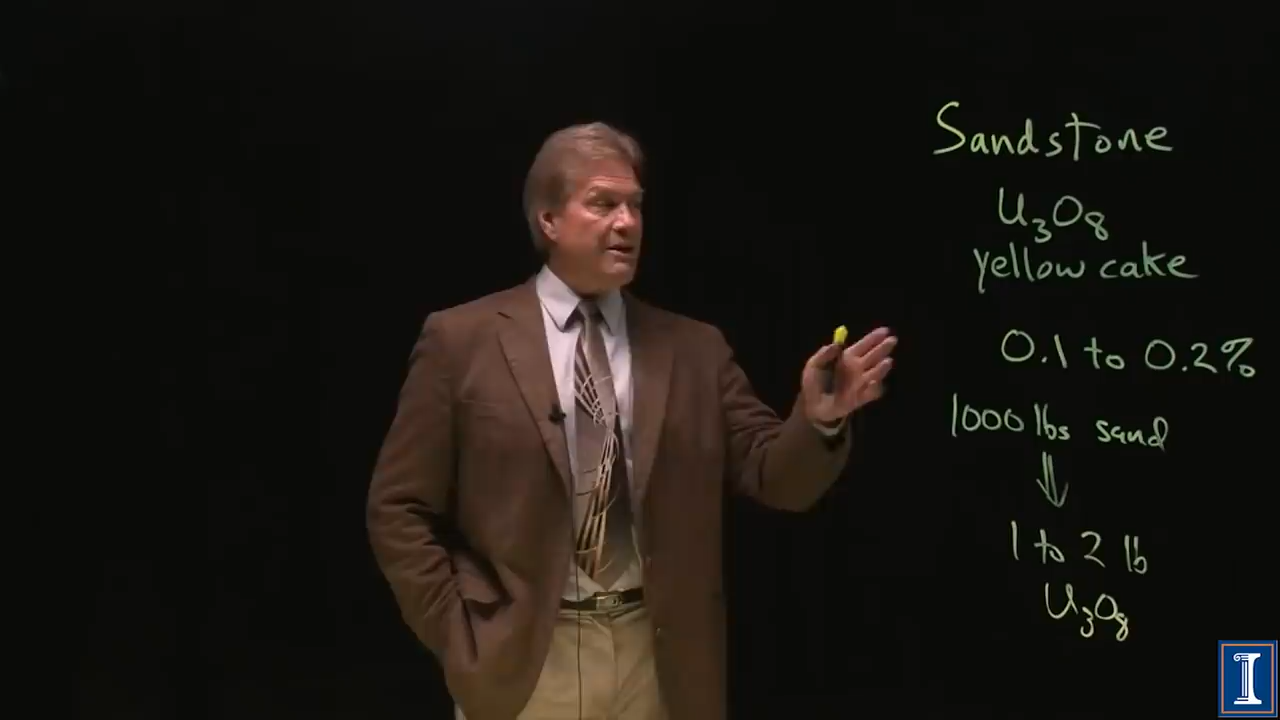 Sandstone
U₃O₈
yellow cake
0.1 to 0.2%
1000 lbs sand
⇓
1 to 2 lb
U₃O₈
I